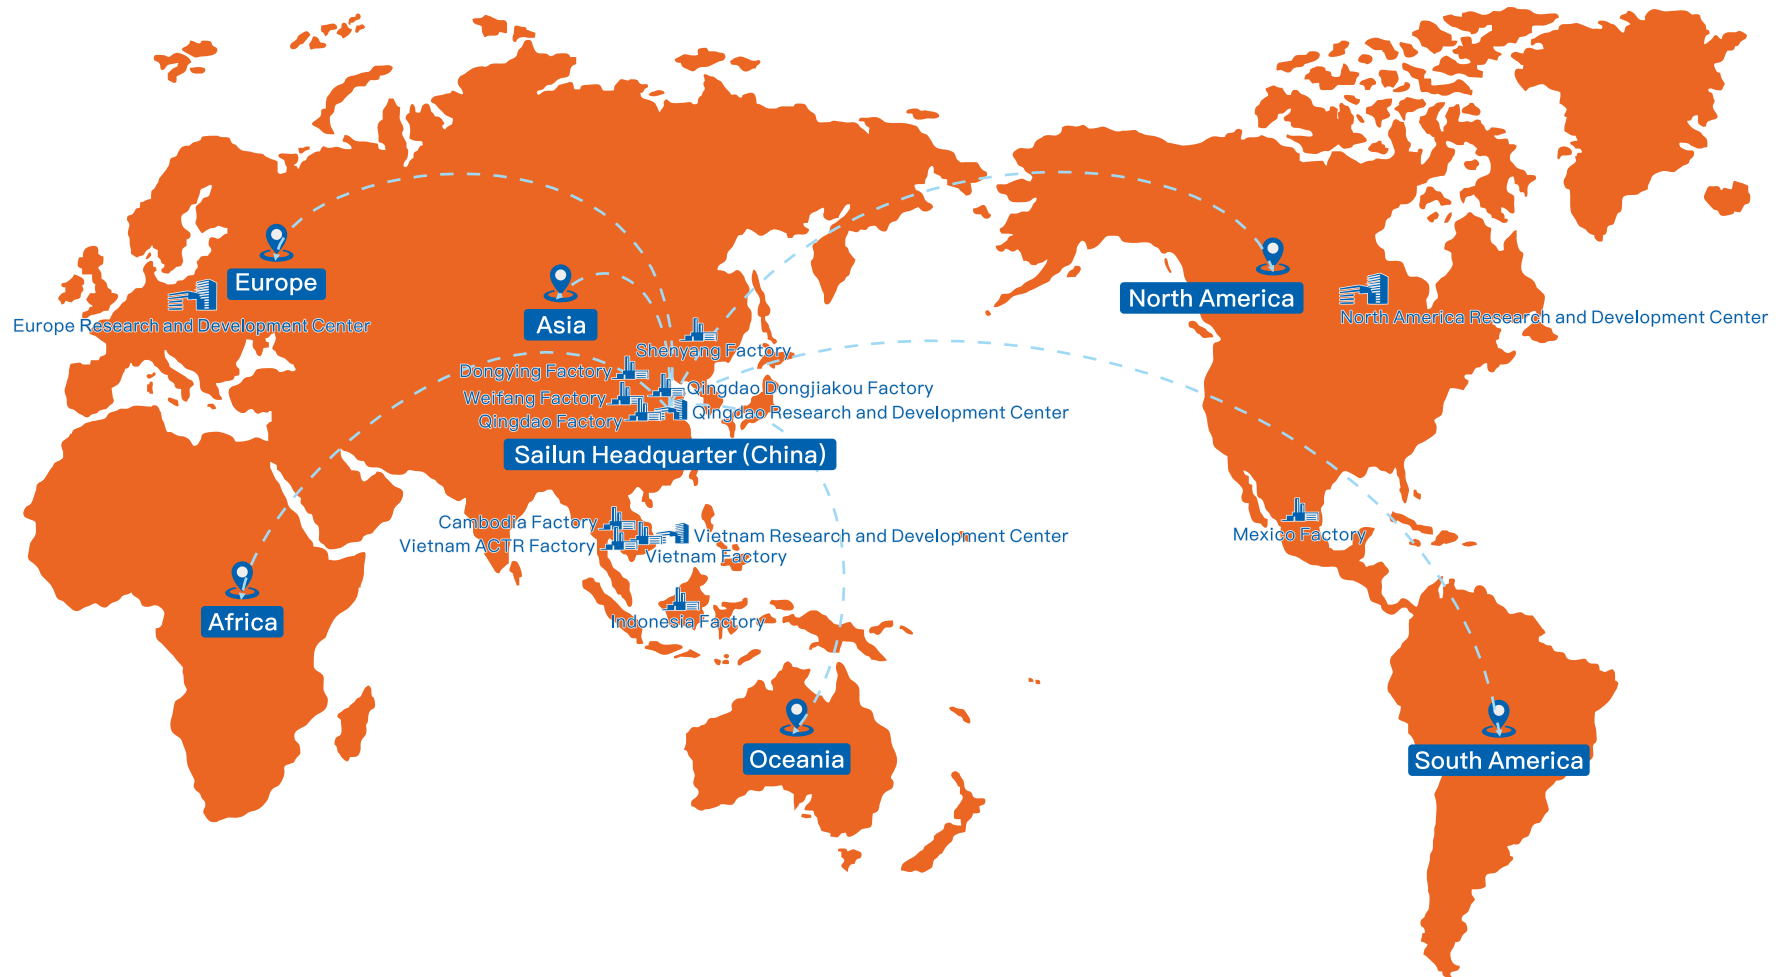 Europe
Europe Research and Development Center
Asia
North America
North America Research and Development Center
Shenyang Factory
Dongying Factory
Qingdao Dongjiakou Factory
Weifang Factory
Qingdao Research and Development Center
Qingdao Factory
Sailun Headquarter (China)
Cambodia Factory
Vietnam ACTR Factory
Vietnam Research and Development Center
Vietnam Factory
Mexico Factory
Africa
Indonesia Factory
Oceania
South America